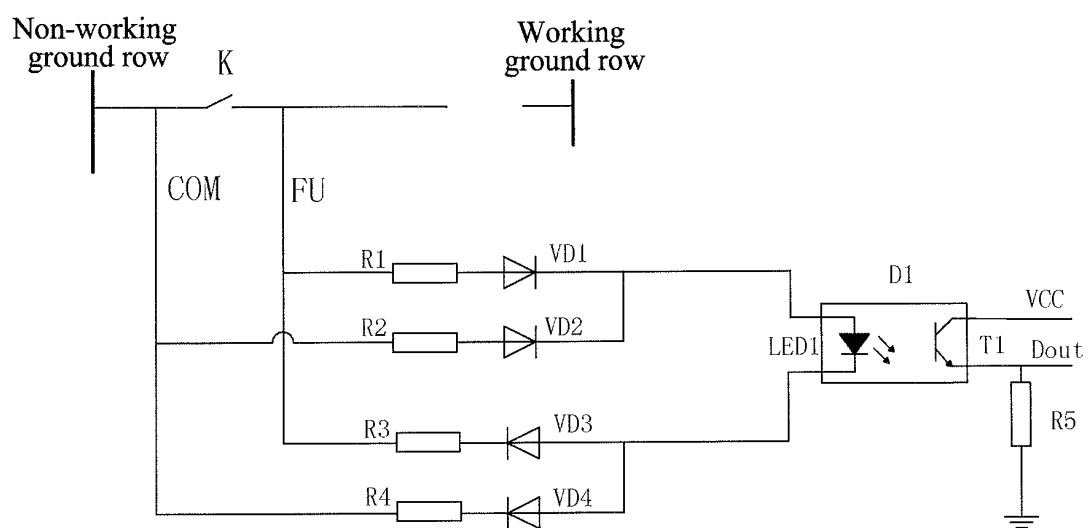 Non-working
ground row
K
Working
ground row
COM
FU
R1
VD1
D1
VCC
R2
VD2
LED1
T1
Dout
R3
VD3
R5
R4
VD4